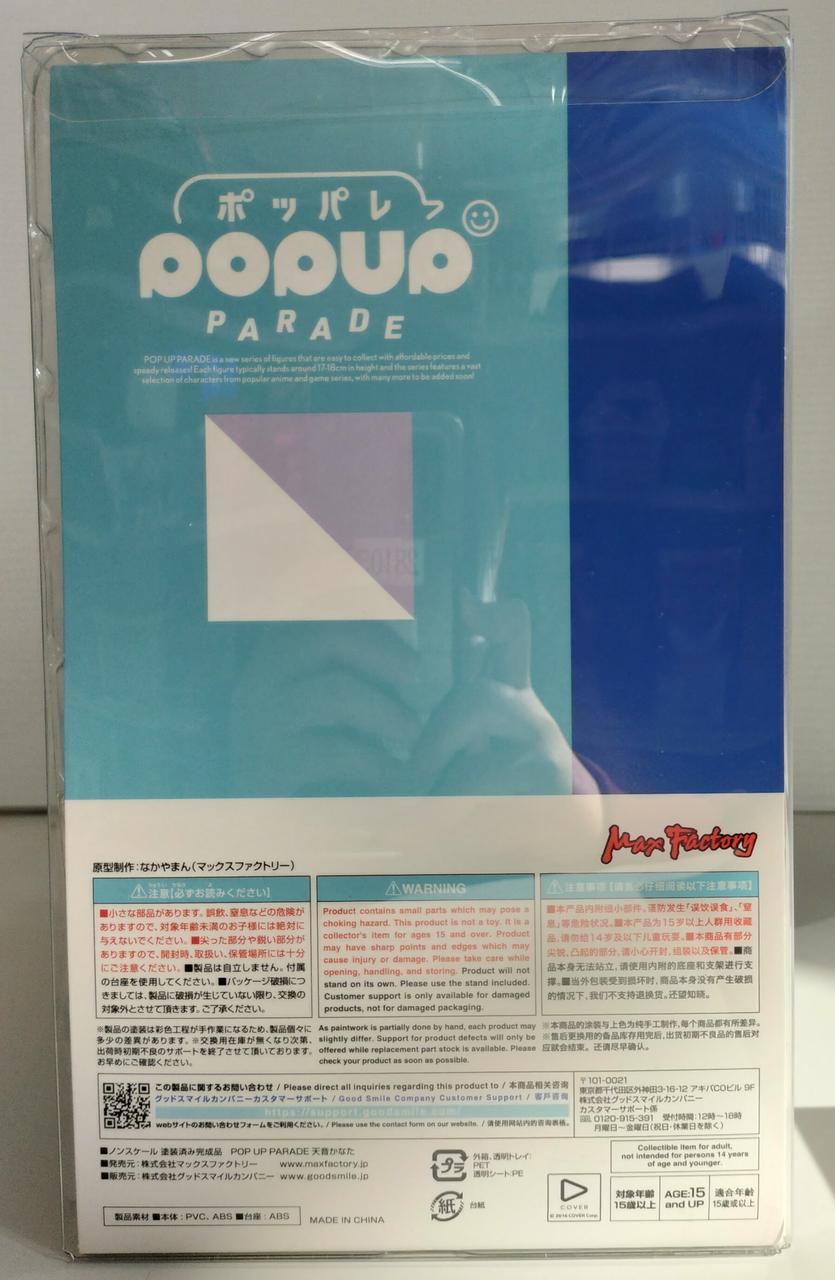 ポッパレ
POPUP
PARADE
POP UP PARADE is a new series of figures that are easy to collect with affordable prices and
speedy releases! Each figure typically stands around 17-18cm in height and the series features a vast
selection of characters from popular anime and game series, with many more to be added soon!
Max Factory
原型制作：なかやまん（マックスファクトリー）
⚠注意【必ずお読みください】
■小さな部品があります。誤飲、窒息などの危険が
ありますので、対象年齢未満のお子様には絶対に
与えないでください。■尖った部分や鋭い部分が
ありますので、開封時、取扱い、保管場所には十分
にご注意ください。■製品は自立しません。付属
の台座を使用してください。■パッケージ破損につ
きましては、製品に破損が生じていない限り、交換の
対象外とさせて頂きます。ご了承ください。
※製品の塗装は彩色工程が手作業になるため、製品個々に
多少の差異があります。※交換用在庫が無くなり次第、
出荷時初期不良のサポートを終了させて頂いております。
お早めにご確認ください。
⚠WARNING
Product contains small parts which may pose a
choking hazard. This product is not a toy. It is a
collector's item for ages 15 and over. Product
may have sharp points and edges which may
cause injury or damage. Please take care while
opening, handling, and storing. Product will not
stand on its own. Please use the stand included.
Customer support is only available for damaged
products, not for damaged packaging.
As paintwork is partially done by hand, each product may
slightly differ. Support for product defects will only be
offered while replacement part stock is available. Please
check your product as soon as possible.
⚠注意事项【请务必仔细阅读以下注意事项】
■本产品内附细小部件。谨防发生「误饮误食」、「窒
息」等危险状况。■本产品为15岁以上人群用收藏
品，请勿给14岁及以下儿童玩耍。■本商品有部分
尖锐、凸起的部分，请小心开封、组装以及保管。■商
品本身无法站立，请使用内附的底座和支架进行支
撑。■当外包装受到损坏时，商品本身没有产生破损
的情况下，我们不支持退换货。还望知晓。
※本商品的涂装与上色为纯手工制作，每个商品都有所差异。
※售后更换用的备品库存用完后，出货初期不良品的售后对
应就会结束。还请尽早确认。
この製品に関するお問い合わせ / Please direct all inquiries regarding this product to / 本商品相关咨询
グッドスマイルカンパニーカスタマーサポート / Good Smile Company Customer Support / 客戶咨询
https://support.goodsmile.com/
webサイトのお問い合わせフォームをご利用ください。/ Please use the contact form on our website. / 请使用网站内的咨询表格。
〒101-0021
東京都千代田区外神田3-16-12 アキバCOビル 9F
株式会社グッドスマイルカンパニー
カスタマーサポート係
TEL 0120-915-391 受付時間：12時～18時
月曜日～金曜日（祝日・休業日を除く）
■ノンスケール 塗装済み完成品 POP UP PARADE 天音かなた
■発売元：株式会社マックスファクトリー www.maxfactory.jp
■販売元：株式会社グッドスマイルカンパニー www.goodsmile.jp
製品素材 ■本体：PVC、ABS ■台座：ABS
MADE IN CHINA
プラ
外箱、透明トレイ：
PET
透明シート：PE
紙
台紙
COVER
© 2016 COVER Corp.
Collectible item for adult,
not intended for persons 14 years
of age and younger.
対象年齢
15歳以上
AGE:15
and UP
適合年齢
15歳或以上